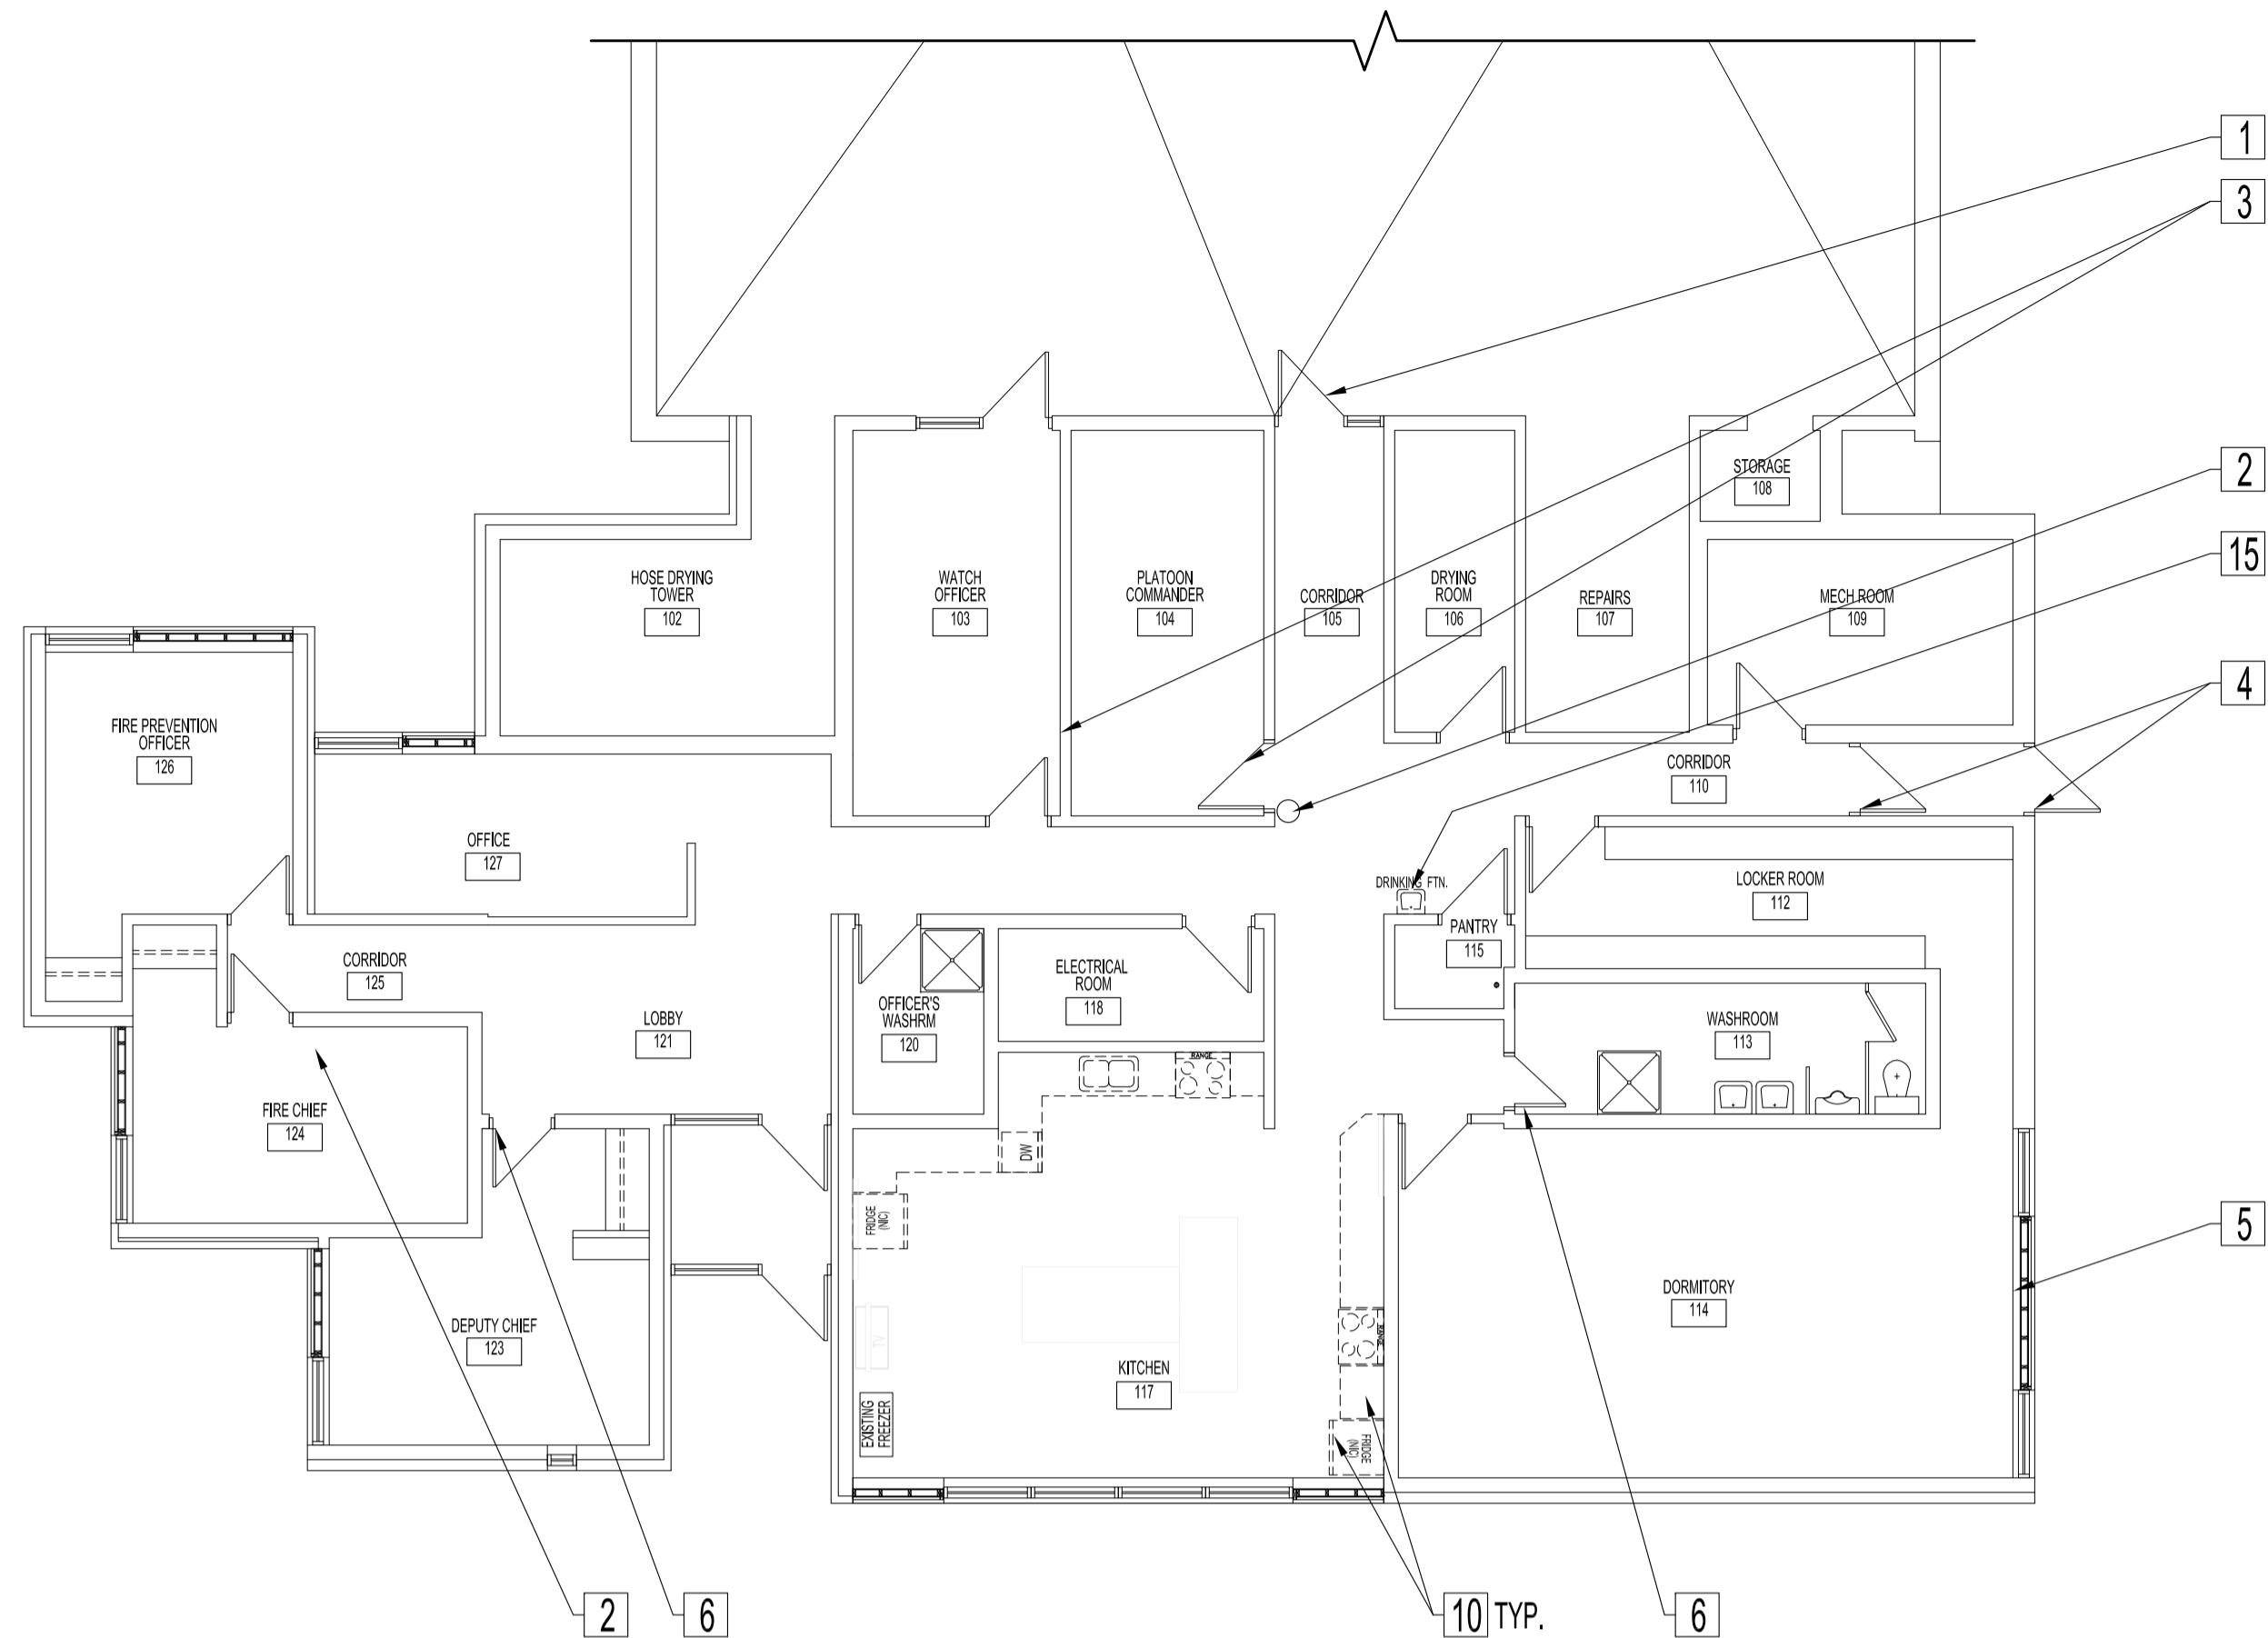 1
3
STORAGE
108
2
15
HOSE DRYING
TOWER
102
WATCH
OFFICER
103
PLATOON
COMMANDER
104
CORRIDOR
105
DRYING
ROOM
106
REPAIRS
107
MECH ROOM
109
4
FIRE PREVENTION
OFFICER
126
CORRIDOR
110
OFFICE
127
DRINKING FTN.
LOCKER ROOM
112
PANTRY
115
CORRIDOR
125
ELECTRICAL
ROOM
118
OFFICER'S
WASHRM
120
LOBBY
121
WASHROOM
113
RANGE
FIRE CHIEF
124
DW
FRIDGE
(NIC)
5
DORMITORY
114
DEPUTY CHIEF
123
TV
RANGE
KITCHEN
117
EXISTING
FREEZER
FRIDGE
(NIC)
2
6
10 TYP.
6